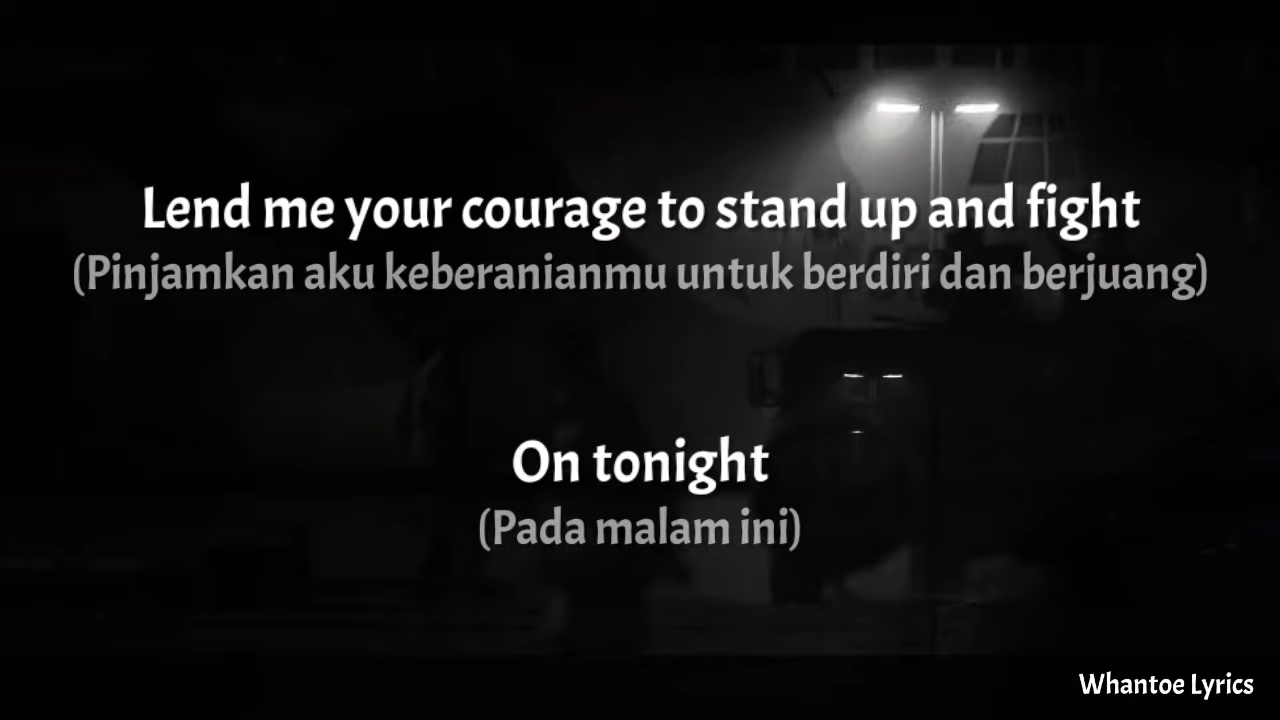 Lend me your courage to stand up and fight
(Pinjamkan aku keberanianmu untuk berdiri dan berjuang)
On tonight
(Pada malam ini)
Whantoe Lyrics